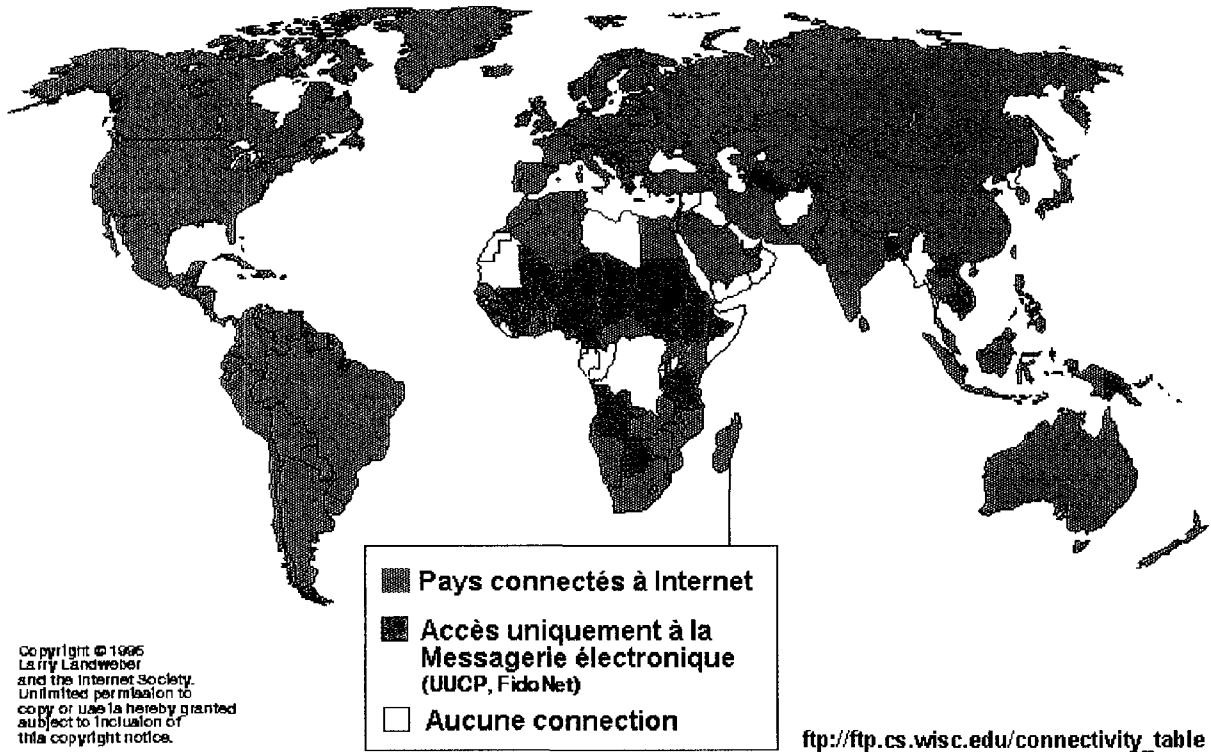 Pays connectés à Internet
Accès uniquement à la
Messagerie électronique
(UUCP, FidoNet)
Aucune connection
Copyright © 1995
Larry Landweber
and the Internet Society.
Unlimited permission to
copy or use is hereby granted
subject to inclusion of
this copyright notice.
ftp://ftp.cs.wisc.edu/connectivity_table